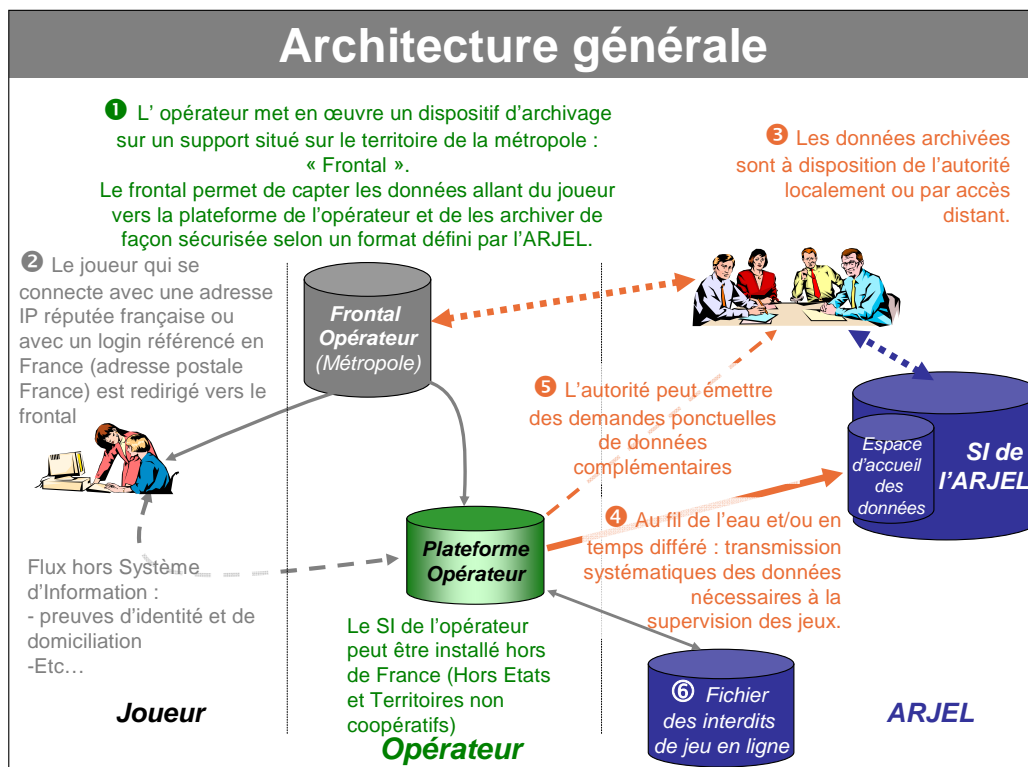 Architecture générale
❶ L' opérateur met en œuvre un dispositif d'archivage
sur un support situé sur le territoire de la métropole :
« Frontal ».
Le frontal permet de capter les données allant du joueur
vers la plateforme de l'opérateur et de les archiver de
façon sécurisée selon un format défini par l'ARJEL.
❸ Les données archivées
sont à disposition de l'autorité
localement ou par accès
distant.
❷ Le joueur qui se
connecte avec une adresse
IP réputée française ou
avec un login référencé en
France (adresse postale
France) est redirigé vers le
frontal
Frontal
Opérateur
(Métropole)
❺ L'autorité peut émettre
des demandes ponctuelles
de données
complémentaires
Espace
d'accueil
des
données
SI de
l'ARJEL
❹ Au fil de l'eau et/ou en
temps différé : transmission
systématiques des données
nécessaires à la
supervision des jeux.
Plateforme
Opérateur
Flux hors Système
d'Information :
- preuves d'identité et de
domiciliation
-Etc…
Le SI de l'opérateur
peut être installé hors
de France (Hors Etats
et Territoires non
coopératifs)
⑥ Fichier
des interdits
de jeu en ligne
Joueur
Opérateur
ARJEL